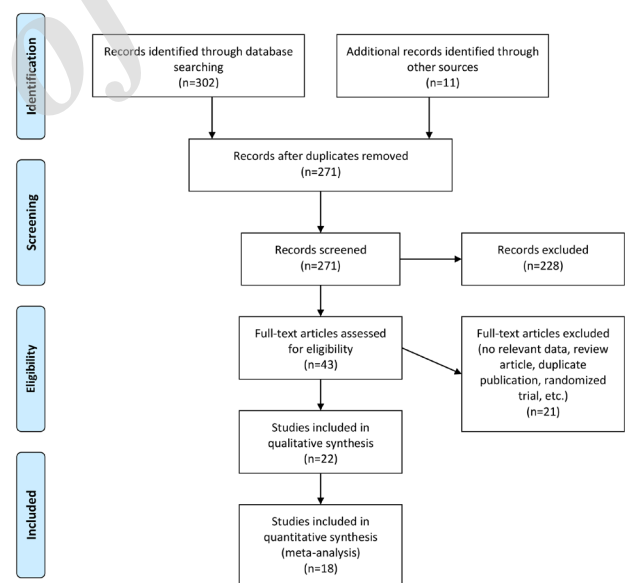 Identification
Records identified through database
searching
(n=302)
Additional records identified through
other sources
(n=11)
Records after duplicates removed
(n=271)
Screening
Records screened
(n=271)
Records excluded
(n=228)
Eligibility
Full-text articles assessed
for eligibility
(n=43)
Full-text articles excluded
(no relevant data, review
article, duplicate
publication, randomized
trial, etc.)
(n=21)
Studies included in
qualitative synthesis
(n=22)
Included
Studies included in
quantitative synthesis
(meta-analysis)
(n=18)